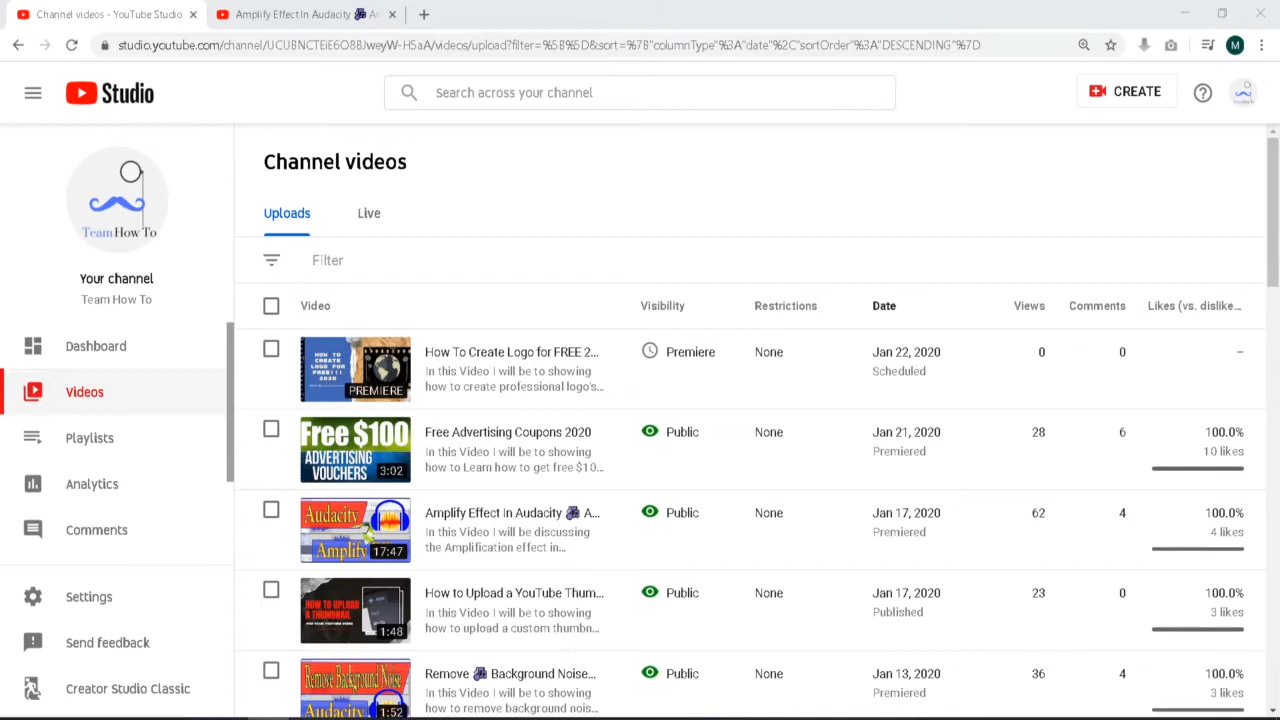 Channel videos - YouTube Studio
Amplify Effect In Audacity
studio.youtube.com/channel/UCUBNCTEiE6O8BJweyW-H5aA/videos/upload?filter=%5B%5D&sort=%7B"columnType"%3A"date"%2C"sortOrder"%3A"DESCENDING"%7D
M
Studio
Search across your channel
CREATE
Team How To
Your channel
Team How To
Dashboard
Videos
Playlists
Analytics
Comments
Settings
Send feedback
Creator Studio Classic
Channel videos
Uploads Live
Filter
Video Visibility Restrictions Date Views Comments Likes (vs. dislike...
HOW TO
CREATE
LOGO FOR
FREE!!!
2020
PREMIERE
How To Create Logo for FREE 2... Premiere None Jan 22, 2020 0 0 –
In this Video I will be to showing Scheduled
how to create professional logo's...
Free $100
ADVERTISING
VOUCHERS
3:02
Free Advertising Coupons 2020 Public None Jan 21, 2020 28 6 100.0%
In this Video I will be to showing Premiered 10 likes
how to Learn how to get free $10...
Audacity
Amplify
17:47
Amplify Effect In Audacity 🎩 A... Public None Jan 17, 2020 62 4 100.0%
In this Video I will be discussing Premiered 4 likes
the Amplification effect in...
HOW TO UPLOAD
A THUMBNAIL
FOR YOUR YOUTUBE VIDEO
1:48
How to Upload a YouTube Thum... Public None Jan 17, 2020 23 0 100.0%
In this Video I will be to showing Published 3 likes
how to upload a custom thumbn...
Remove Background Noise
Audacity
1:52
Remove Background Noise... Public None Jan 13, 2020 36 4 100.0%
In this Video I will be to showing Premiered 3 likes
how to remove background nois...